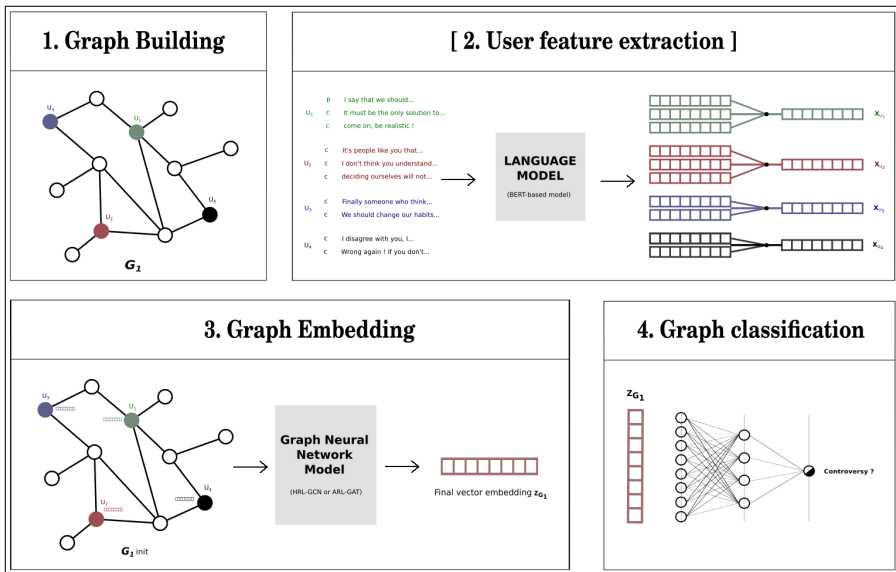 1. Graph Building
U3
U1
U4
U2
G1
[ 2. User feature extraction ]
p I say that we should...
U1 c It must be the only solution to...
c come on, be realistic !
c It's people like you that...
U2 c I don't think you understand...
c deciding ourselves will not...
c Finally someone who think...
U3
c We should change our habits...
c I disagree with you, I...
U4
c Wrong again ! If you don't...
LANGUAGE
MODEL
(BERT-based model)
Xu1
Xu2
Xu3
Xu4
3. Graph Embedding
U3
U1
U4
U2
G1 init
Graph Neural
Network
Model
(HRL-GCN or ARL-GAT)
Final vector embedding zG1
4. Graph classification
zG1
Controversy ?